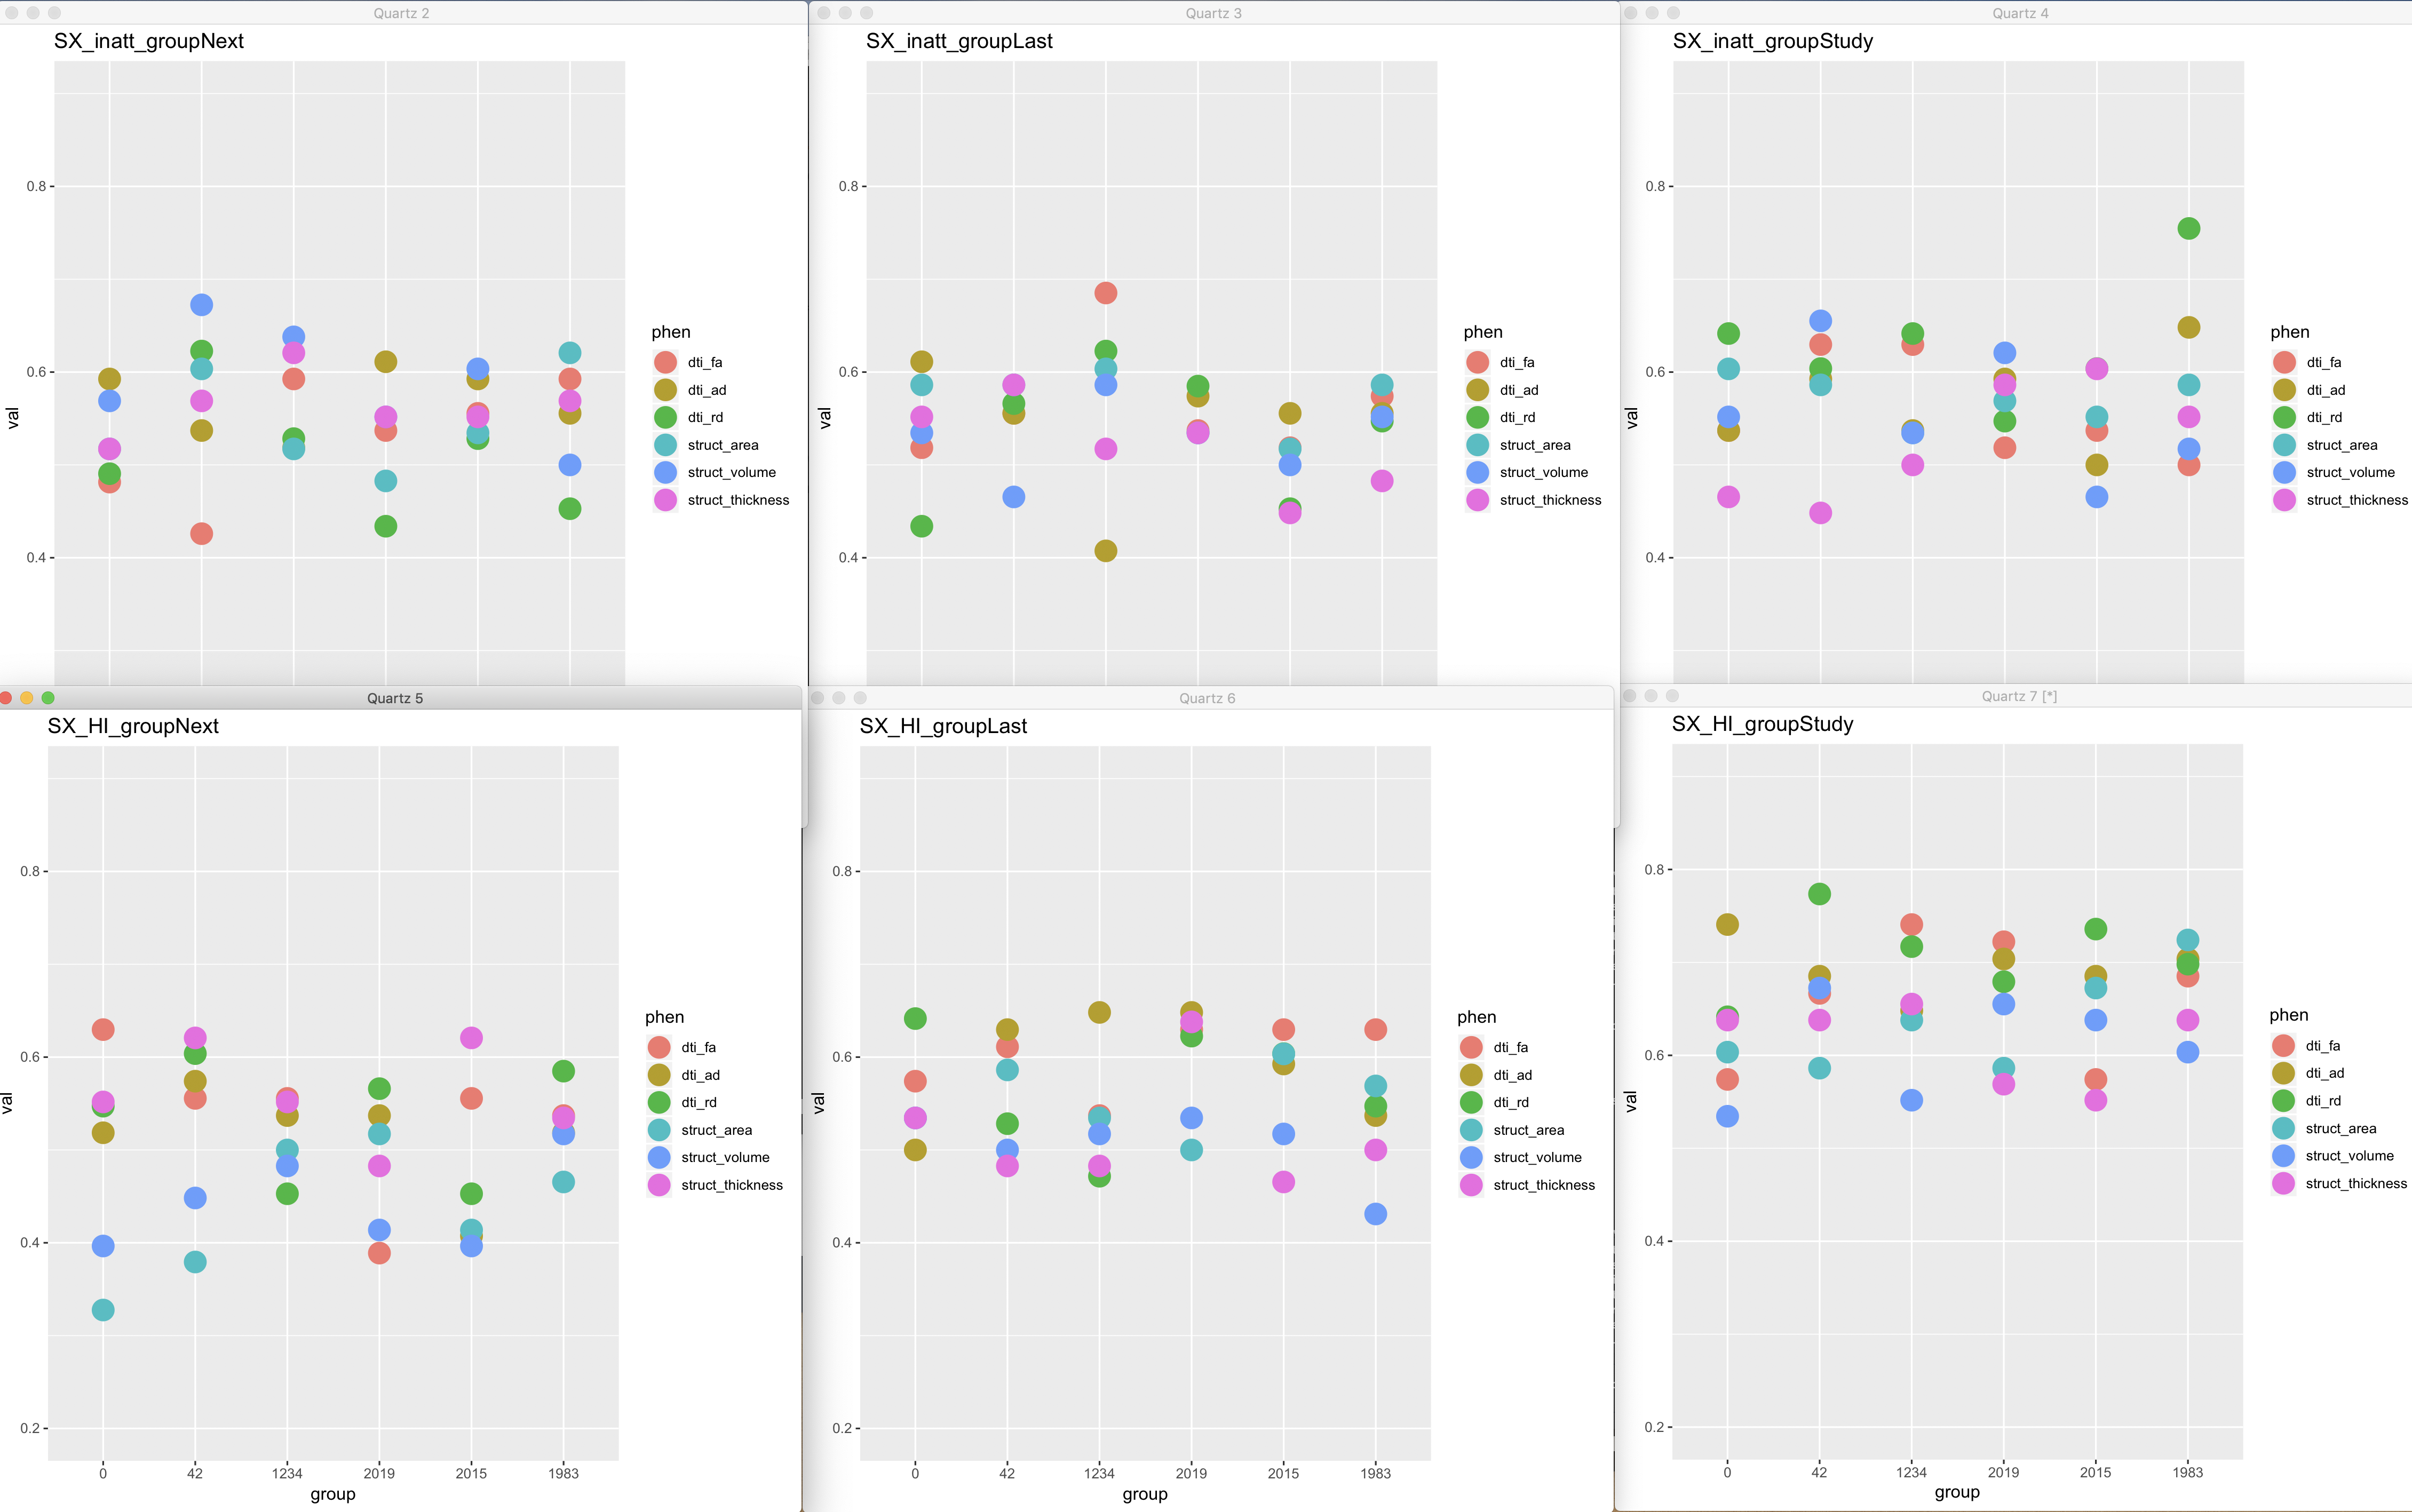 Quartz 2
SX_inatt_groupNext
val
0.8
0.6
0.4
phen
dti_fa
dti_ad
dti_rd
struct_area
struct_volume
struct_thickness
Quartz 3
SX_inatt_groupLast
val
0.8
0.6
0.4
phen
dti_fa
dti_ad
dti_rd
struct_area
struct_volume
struct_thickness
Quartz 4
SX_inatt_groupStudy
val
0.8
0.6
0.4
phen
dti_fa
dti_ad
dti_rd
struct_area
struct_volume
struct_thickness
Quartz 5
SX_HI_groupNext
val
0.8
0.6
0.4
0.2
0 42 1234 2019 2015 1983
group
phen
dti_fa
dti_ad
dti_rd
struct_area
struct_volume
struct_thickness
Quartz 6
SX_HI_groupLast
val
0.8
0.6
0.4
0.2
0 42 1234 2019 2015 1983
group
phen
dti_fa
dti_ad
dti_rd
struct_area
struct_volume
struct_thickness
Quartz 7 [*]
SX_HI_groupStudy
val
0.8
0.6
0.4
0.2
0 42 1234 2019 2015 1983
group
phen
dti_fa
dti_ad
dti_rd
struct_area
struct_volume
struct_thickness